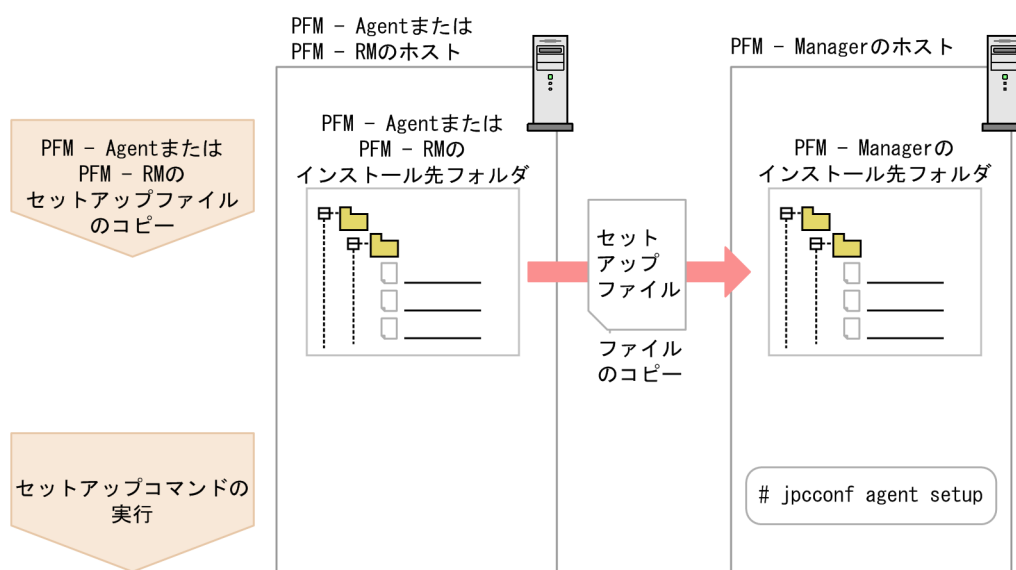 PFM - Agentまたは
PFM - RMのホスト
PFM - Managerのホスト
PFM - Agentまたは
PFM - RMの
セットアップファイル
のコピー
PFM - Agentまたは
PFM - RMの
インストール先フォルダ
セット
アップ
ファイル
ファイル
のコピー
PFM - Managerの
インストール先フォルダ
セットアップコマンドの
実行
# jpcconf agent setup